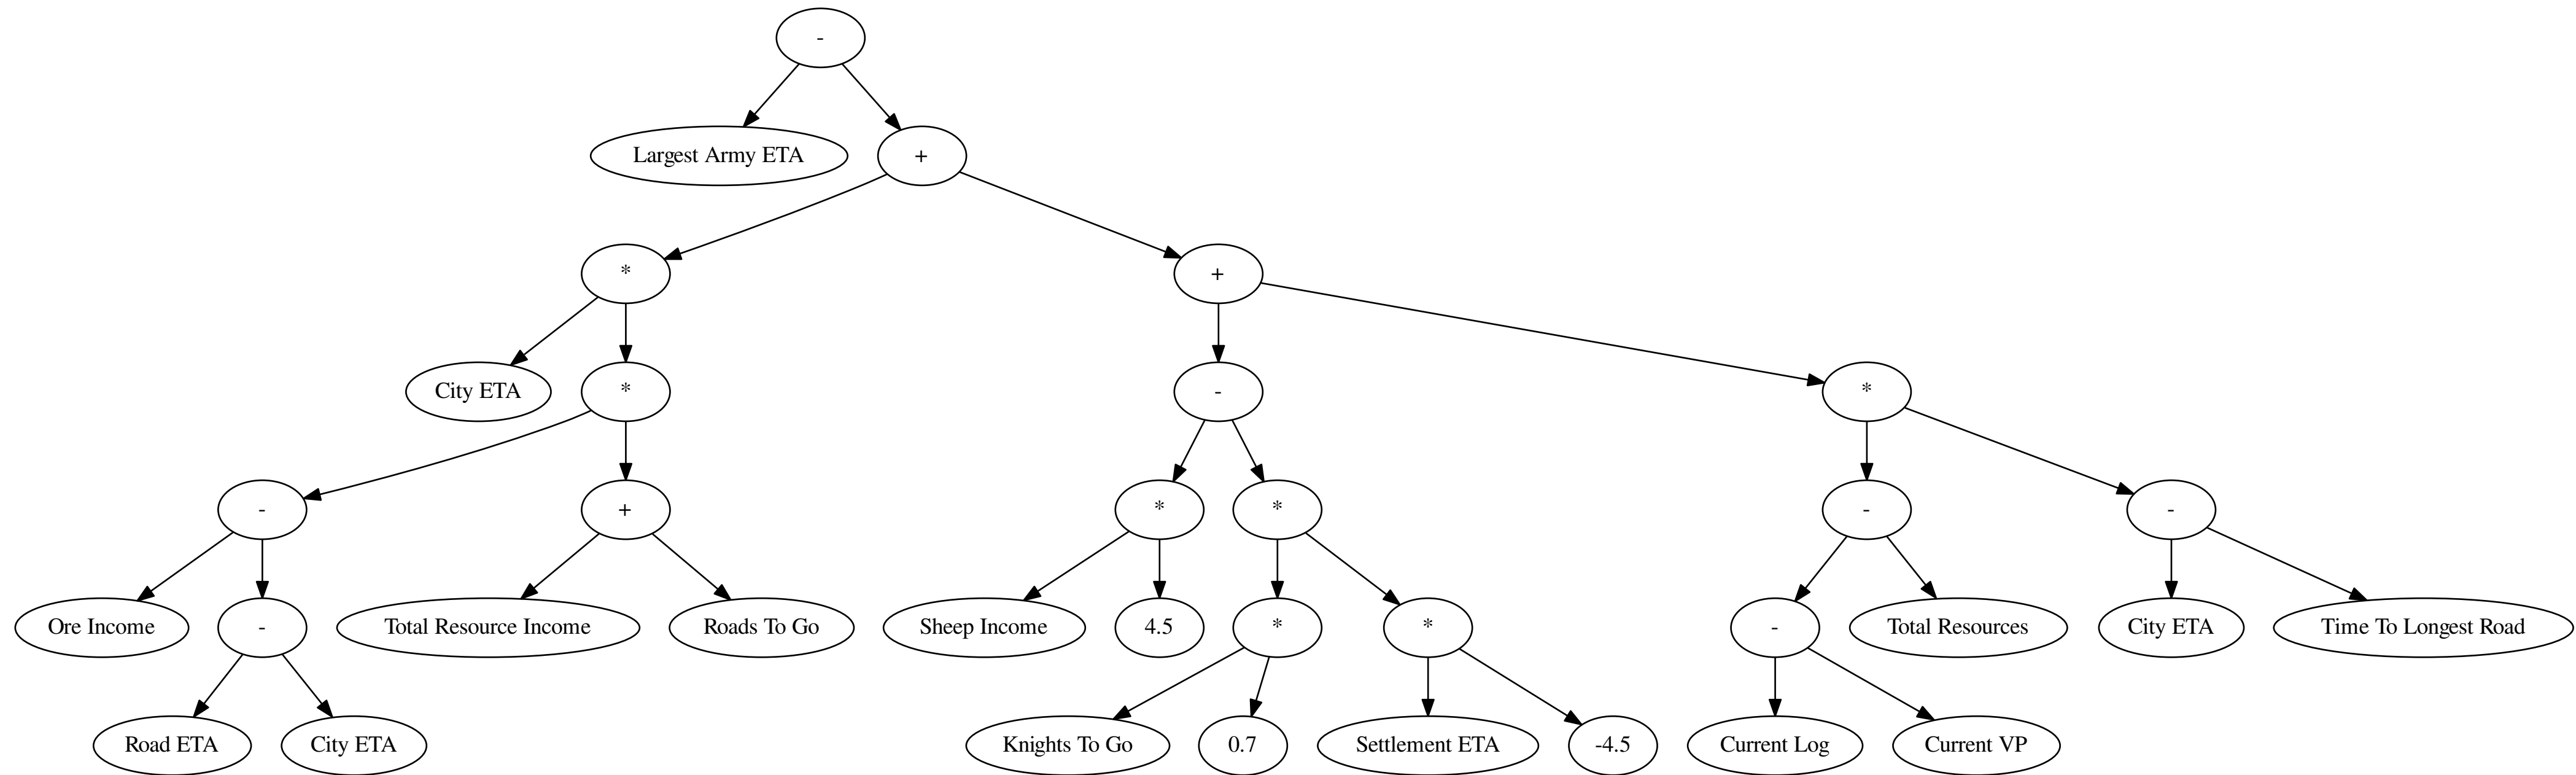 -
Largest Army ETA
+
*
+
City ETA
*
-
*
-
+
*
*
-
-
Ore Income
-
Total Resource Income
Roads To Go
Sheep Income
4.5
*
*
-
Total Resources
City ETA
Time To Longest Road
Road ETA
City ETA
Knights To Go
0.7
Settlement ETA
-4.5
Current Log
Current VP